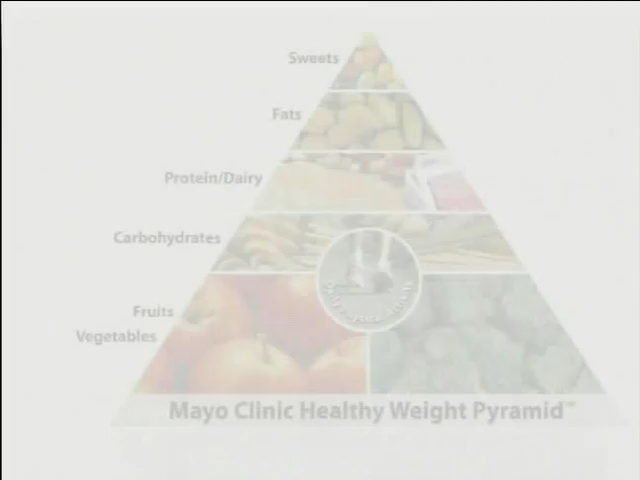 Sweets
Fats
Protein/Dairy
Carbohydrates
Fruits
Vegetables
Mayo Clinic Healthy Weight Pyramid™